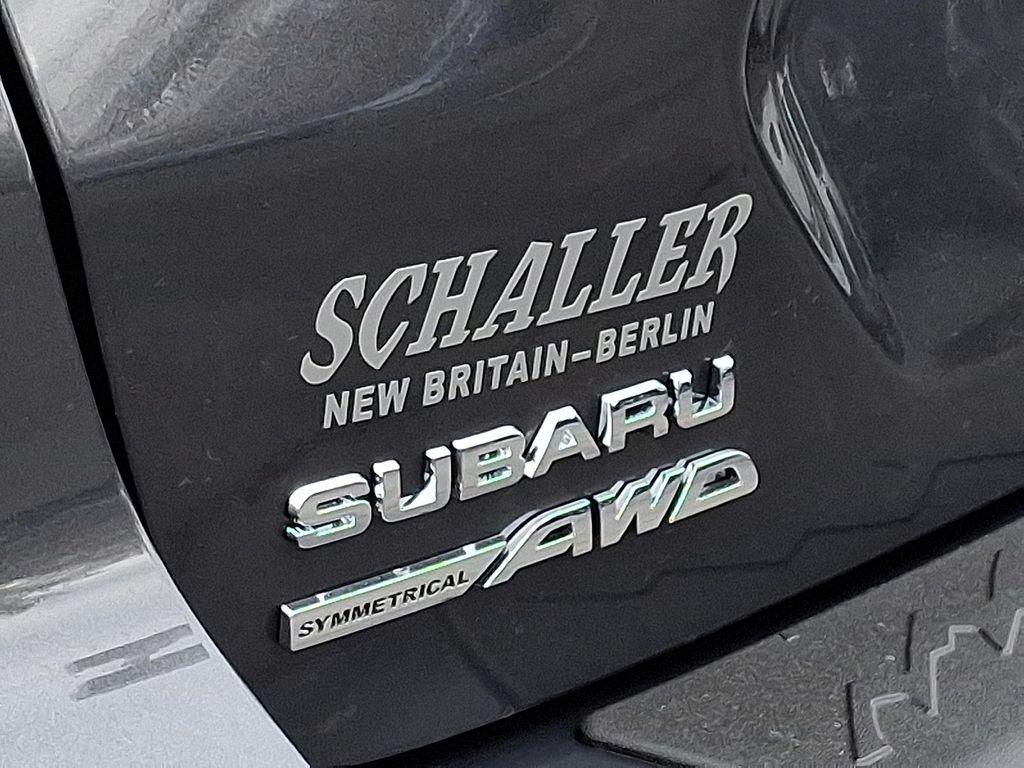 SCHALLER
NEW BRITAIN-BERLIN
SUBARU
SYMMETRICAL AWD
H